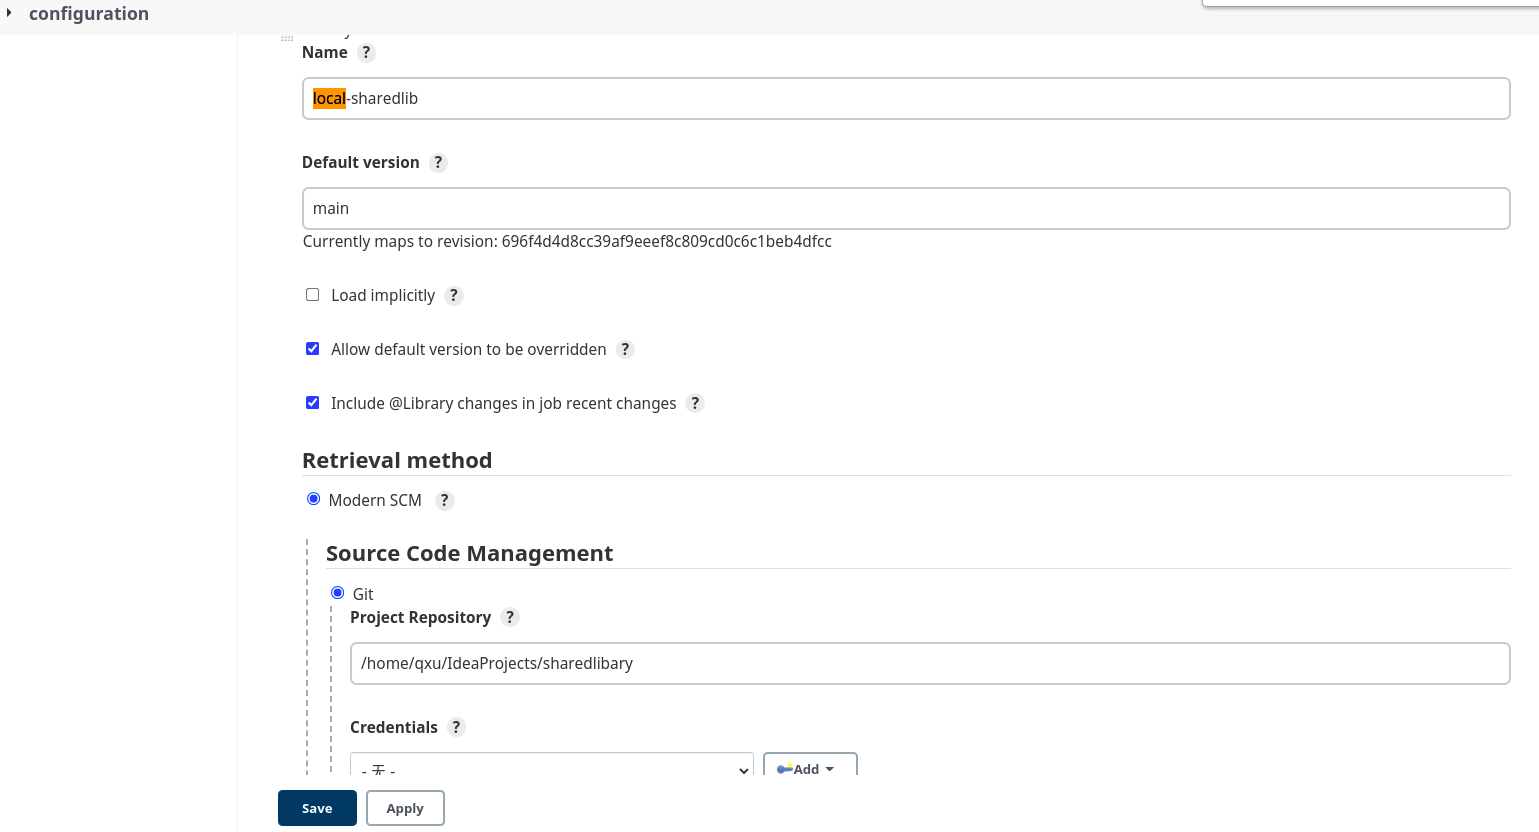 configuration
Name ?
local-sharedlib
Default version ?
main
Currently maps to revision: 696f4d4d8cc39af9eeef8c809cd0c6c1beb4dfcc
Load implicitly ?
Allow default version to be overridden ?
Include @Library changes in job recent changes ?
Retrieval method
Modern SCM ?
Source Code Management
Git
Project Repository ?
/home/qxu/IdeaProjects/sharedlibary
Credentials ?
- 无 - Add
Save Apply